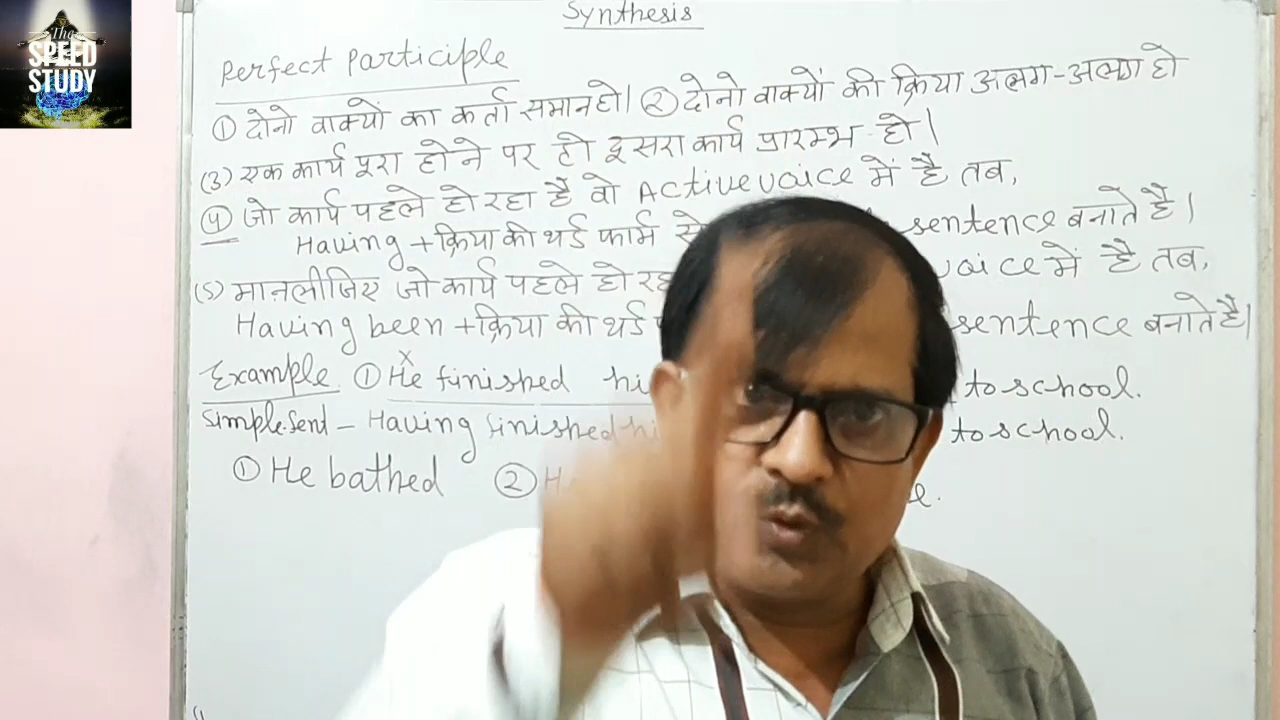 The
SPEED
STUDY
Synthesis
Perfect Participle
① दोनो वाक्यों का कर्ता समान हो। ② दोनो वाक्यों की क्रिया अलग-अलग हो
(3) एक कार्य पूरा होने पर ही दूसरा कार्य प्रारम्भ हो।
(4) जो कार्य पहले हो रहा है वो Active voice में है तब,
Having + क्रिया की थर्ड फार्म से sentence बनाते है।
(5) मानलीजिए जो कार्य पहले हो में है तब,
Having been + क्रिया की थर्ड sentence बनाते है।
Example ① He finished to school.
x
Simple Sent - Having finished to school.
① He bathed ②